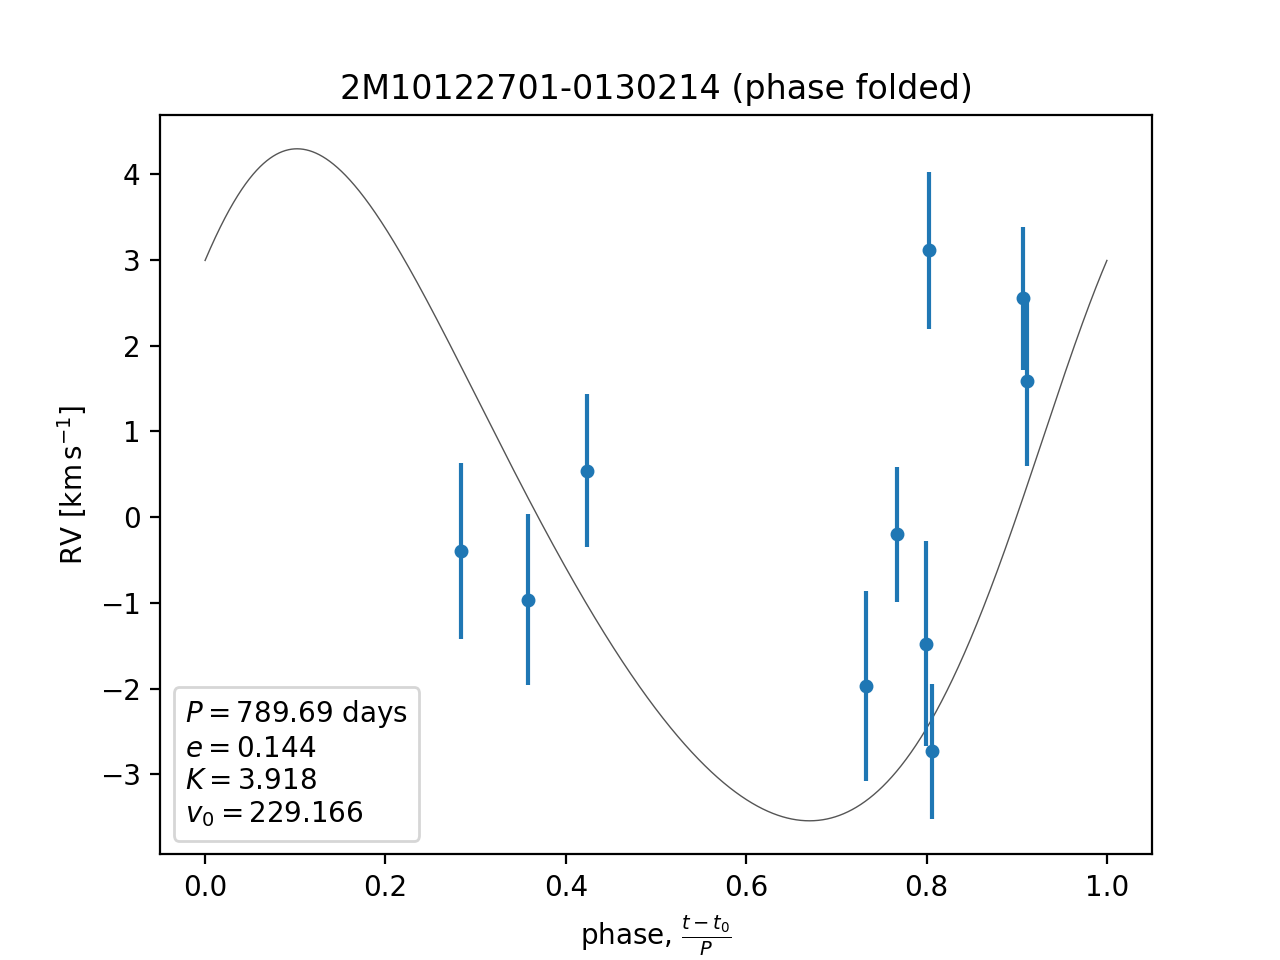 2M10122701-0130214 (phase folded)
RV [km s⁻¹]
4
3
2
1
0
−1
−2
−3
P = 789.69 days
e = 0.144
K = 3.918
v₀ = 229.166
0.0 0.2 0.4 0.6 0.8 1.0
phase, (t − t₀)/P